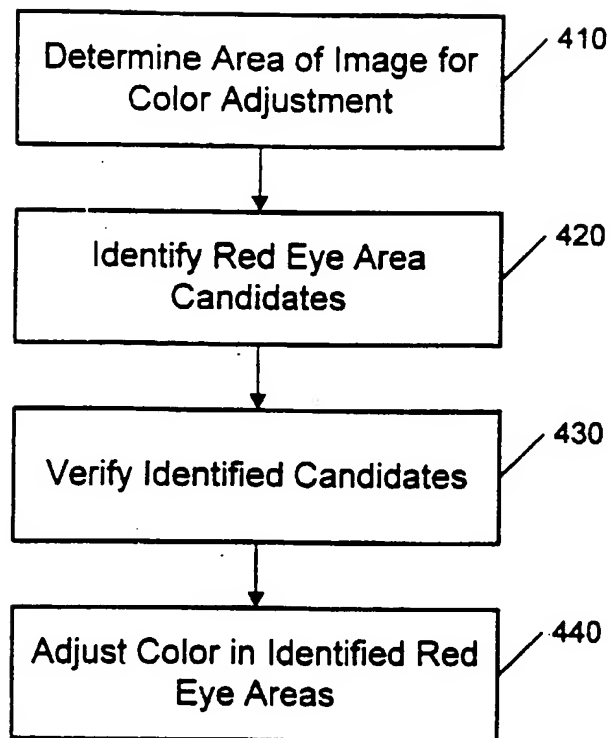 Determine Area of Image for
Color Adjustment
410
Identify Red Eye Area
Candidates
420
Verify Identified Candidates
430
Adjust Color in Identified Red
Eye Areas
440